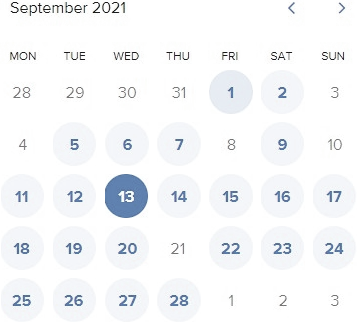 September 2021
MON TUE WED THU FRI SAT SUN
28 29 30 31 1 2 3
4 5 6 7 8 9 10
11 12 13 14 15 16 17
18 19 20 21 22 23 24
25 26 27 28 1 2 3